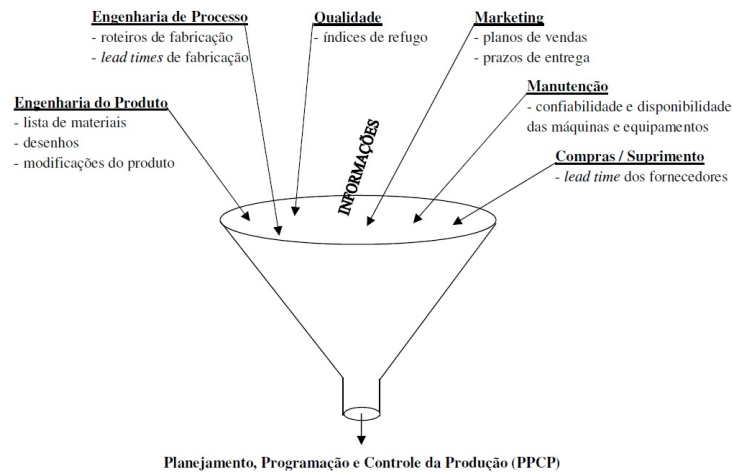 Engenharia de Processo
- roteiros de fabricação
- lead times de fabricação
Qualidade
- índices de refugo
Marketing
- planos de vendas
- prazos de entrega
Engenharia do Produto
- lista de materiais
- desenhos
- modificações do produto
Manutenção
- confiabilidade e disponibilidade
das máquinas e equipamentos
Compras / Suprimento
- lead time dos fornecedores
INFORMAÇÕES
Planejamento, Programação e Controle da Produção (PPCP)